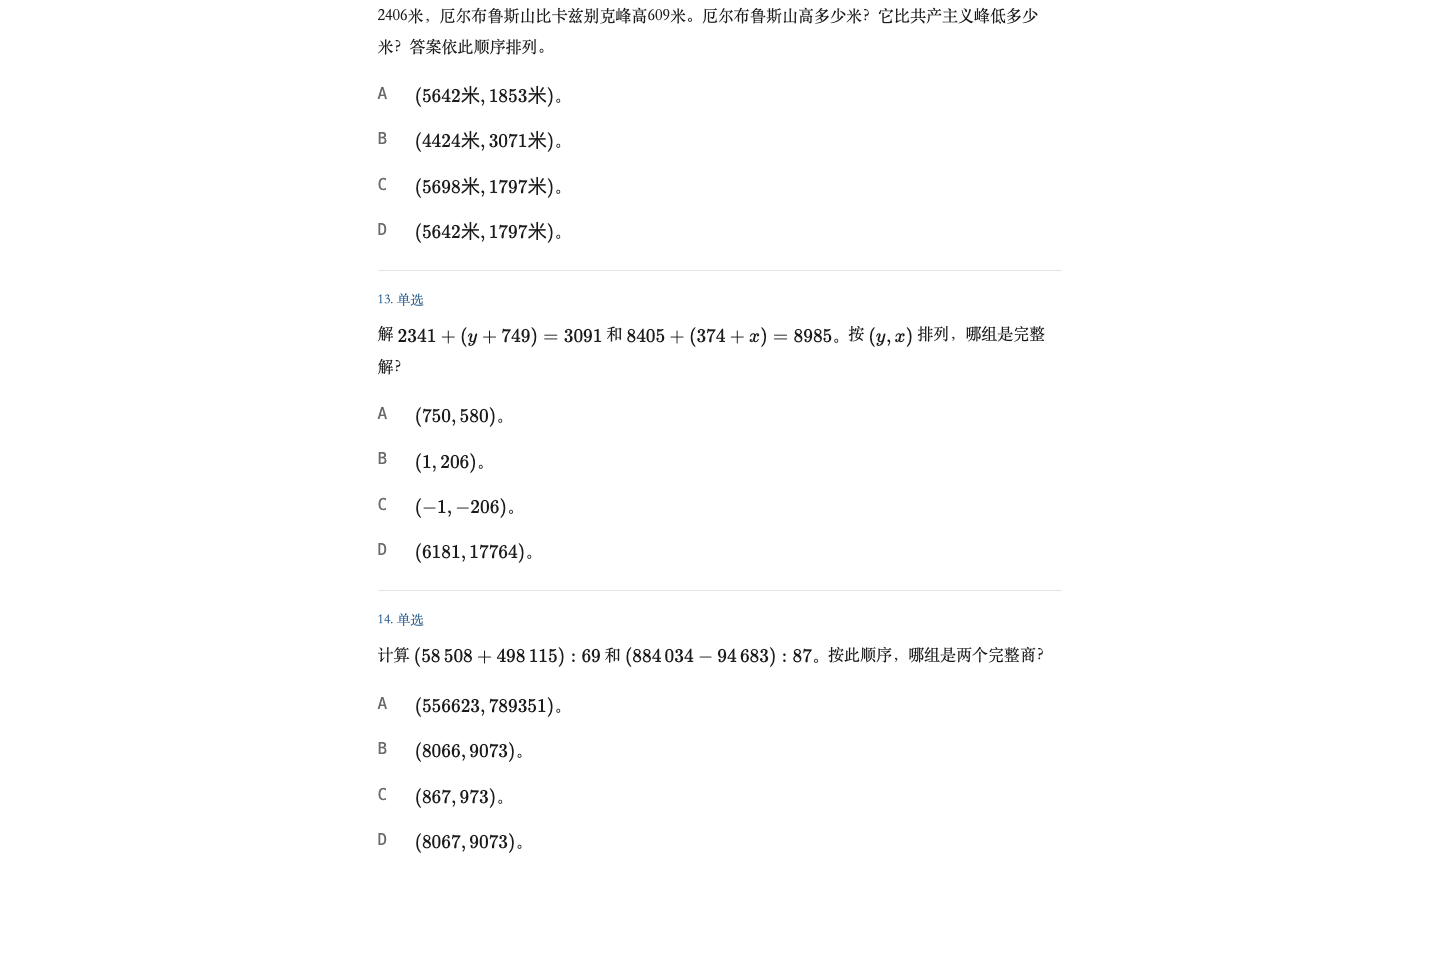 2406米，厄尔布鲁斯山比卡兹别克峰高609米。厄尔布鲁斯山高多少米？它比共产主义峰低多少
米？答案依此顺序排列。
A (5642米, 1853米)。
B (4424米, 3071米)。
C (5698米, 1797米)。
D (5642米, 1797米)。
13. 单选
解 2341 + (y + 749) = 3091 和 8405 + (374 + x) = 8985。按 (y, x) 排列，哪组是完整
解？
A (750, 580)。
B (1, 206)。
C (−1, −206)。
D (6181, 17764)。
14. 单选
计算 (58 508 + 498 115) : 69 和 (884 034 − 94 683) : 87。按此顺序，哪组是两个完整商？
A (556623, 789351)。
B (8066, 9073)。
C (867, 973)。
D (8067, 9073)。